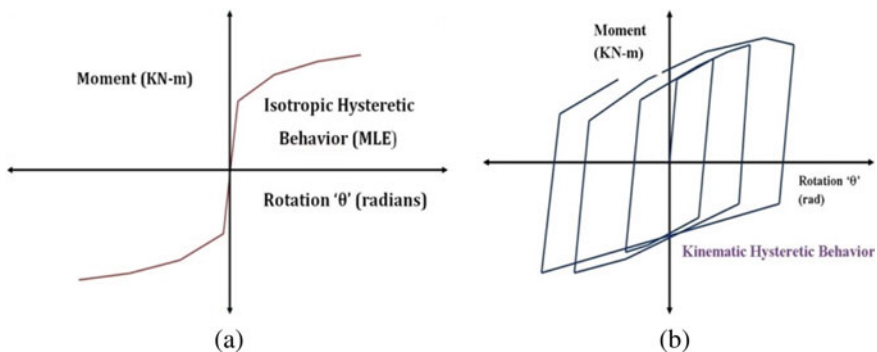 Moment (KN-m)
Isotropic Hysteretic
Behavior (MLE)
Rotation ‘θ’ (radians)
(a)
Moment
(KN-m)
Rotation ‘θ’
(rad)
Kinematic Hysteretic Behavior
(b)